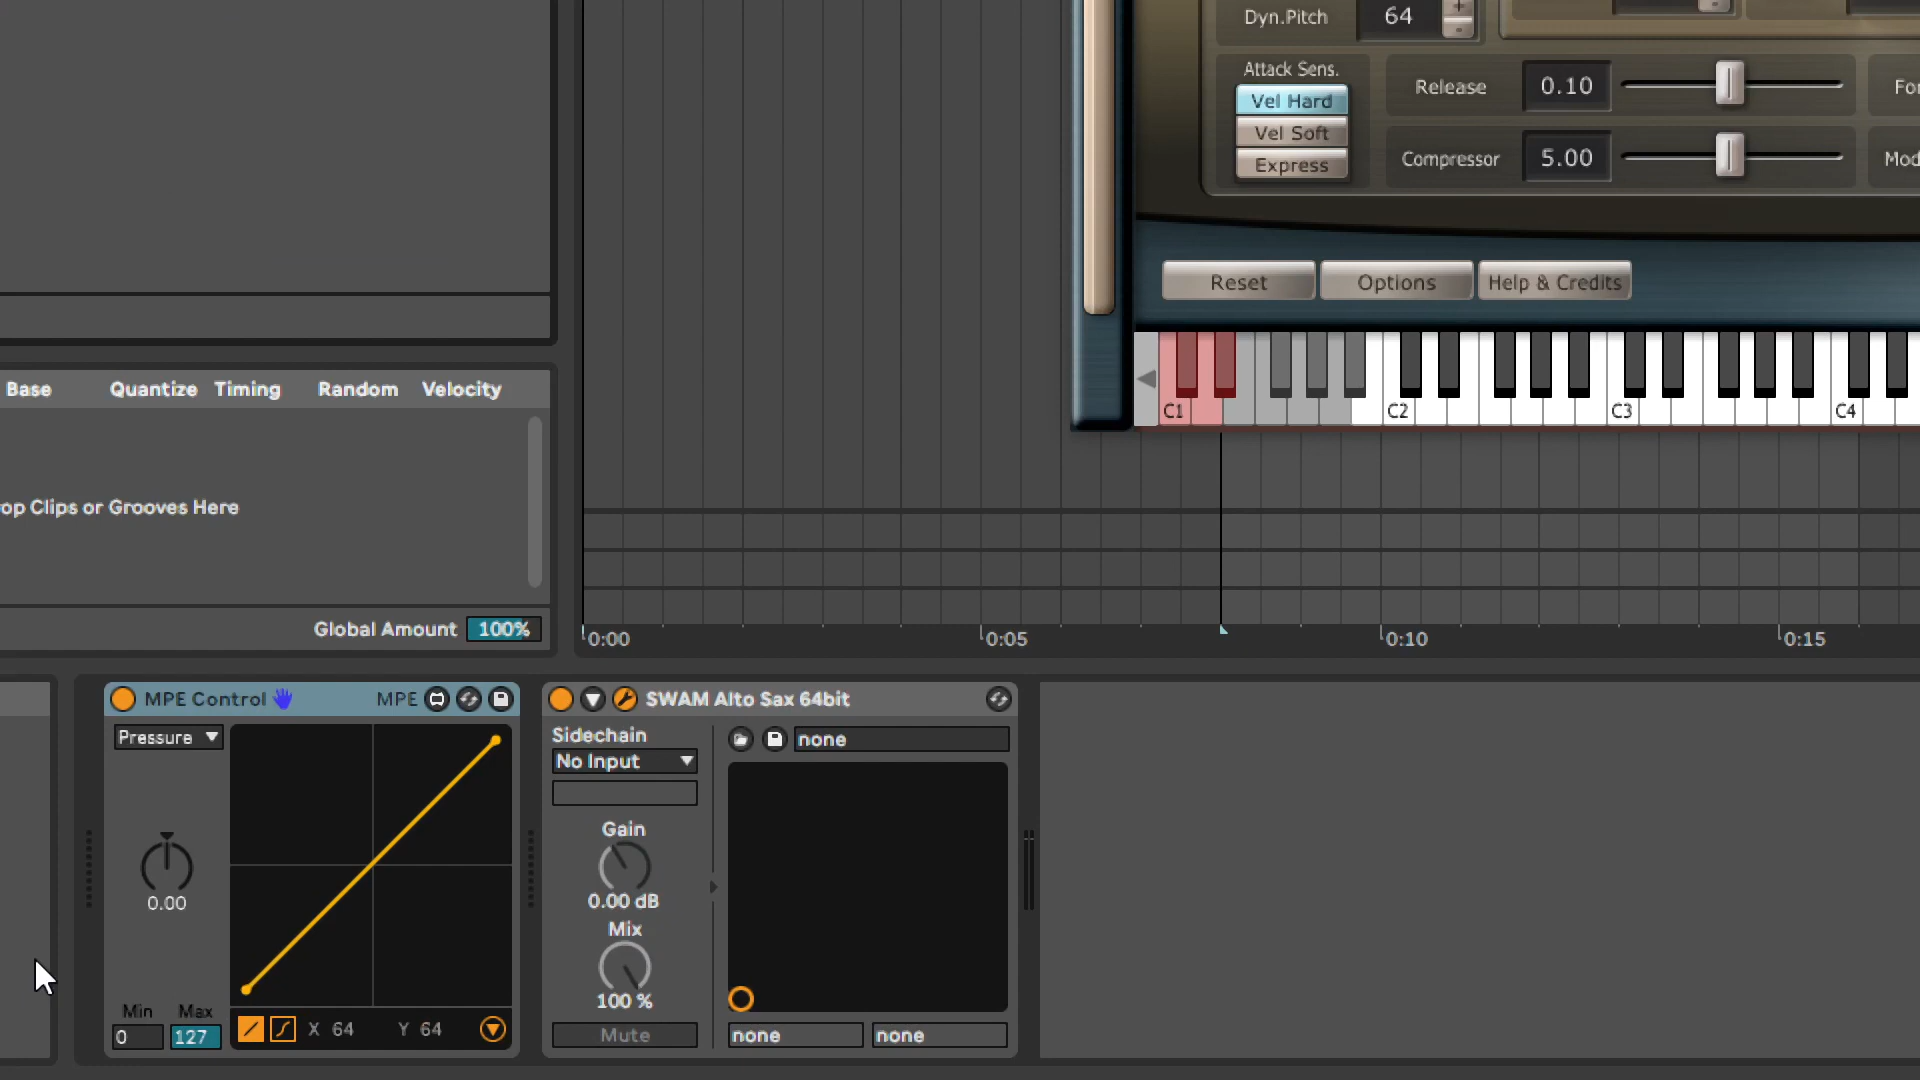 Dyn.Pitch 64 + -
Attack Sens.
Vel Hard
Vel Soft
Express
Release 0.10
Compressor 5.00
Reset Options Help & Credits
C1 C2 C3 C4
Base Quantize Timing Random Velocity
op Clips or Grooves Here
Global Amount 100%
0:00 0:05 0:10 0:15
MPE Control MPE
Pressure
0.00
Min Max
0 127
X 64 Y 64
SWAM Alto Sax 64bit
Sidechain
No Input
none
Gain
0.00 dB
Mix
100 %
Mute
none none